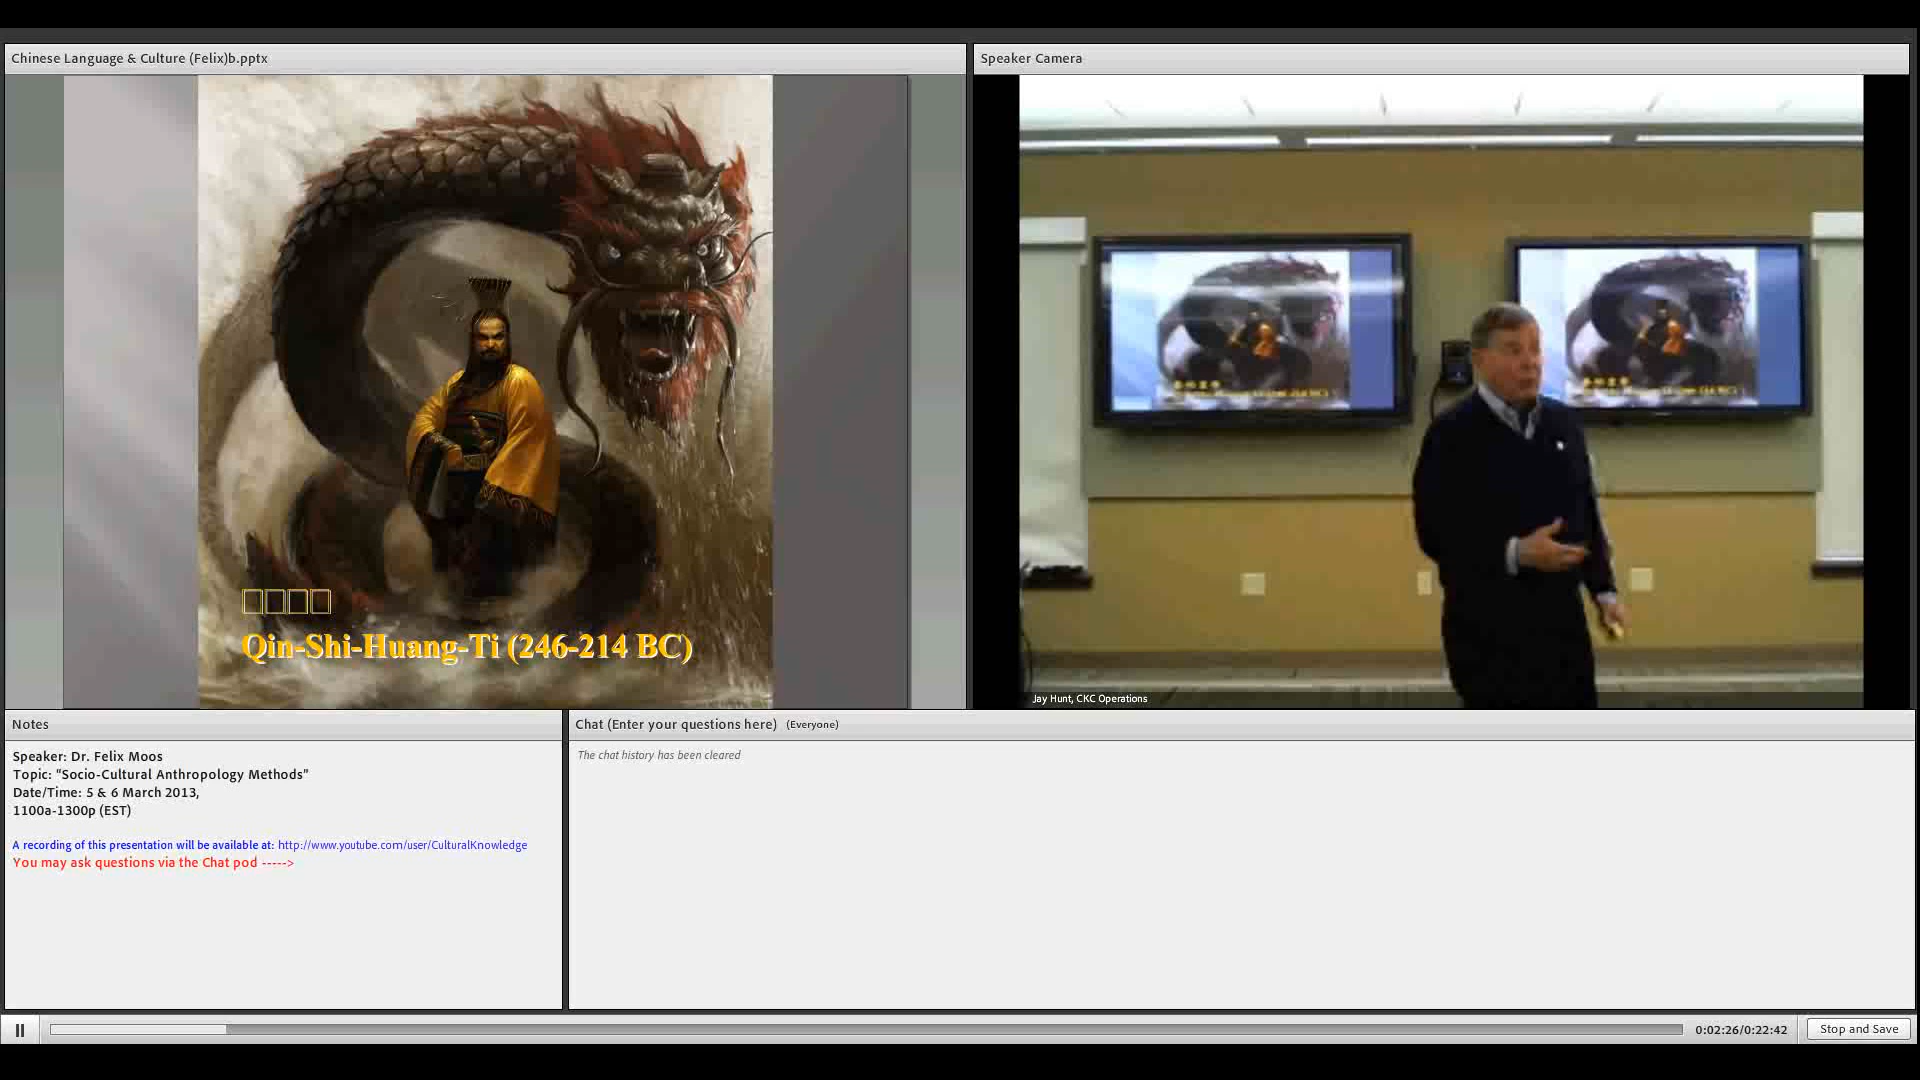 Chinese Language & Culture (Felix)b.pptx
Speaker Camera
Qin-Shi-Huang-Ti (246-214 BC)
Jay Hunt, CKC Operations
Notes
Speaker: Dr. Felix Moos
Topic: "Socio-Cultural Anthropology Methods"
Date/Time: 5 & 6 March 2013,
1100a-1300p (EST)
A recording of this presentation will be available at: http://www.youtube.com/user/CulturalKnowledge
You may ask questions via the Chat pod ----->
Chat (Enter your questions here) (Everyone)
The chat history has been cleared
0:02:26/0:22:42
Stop and Save